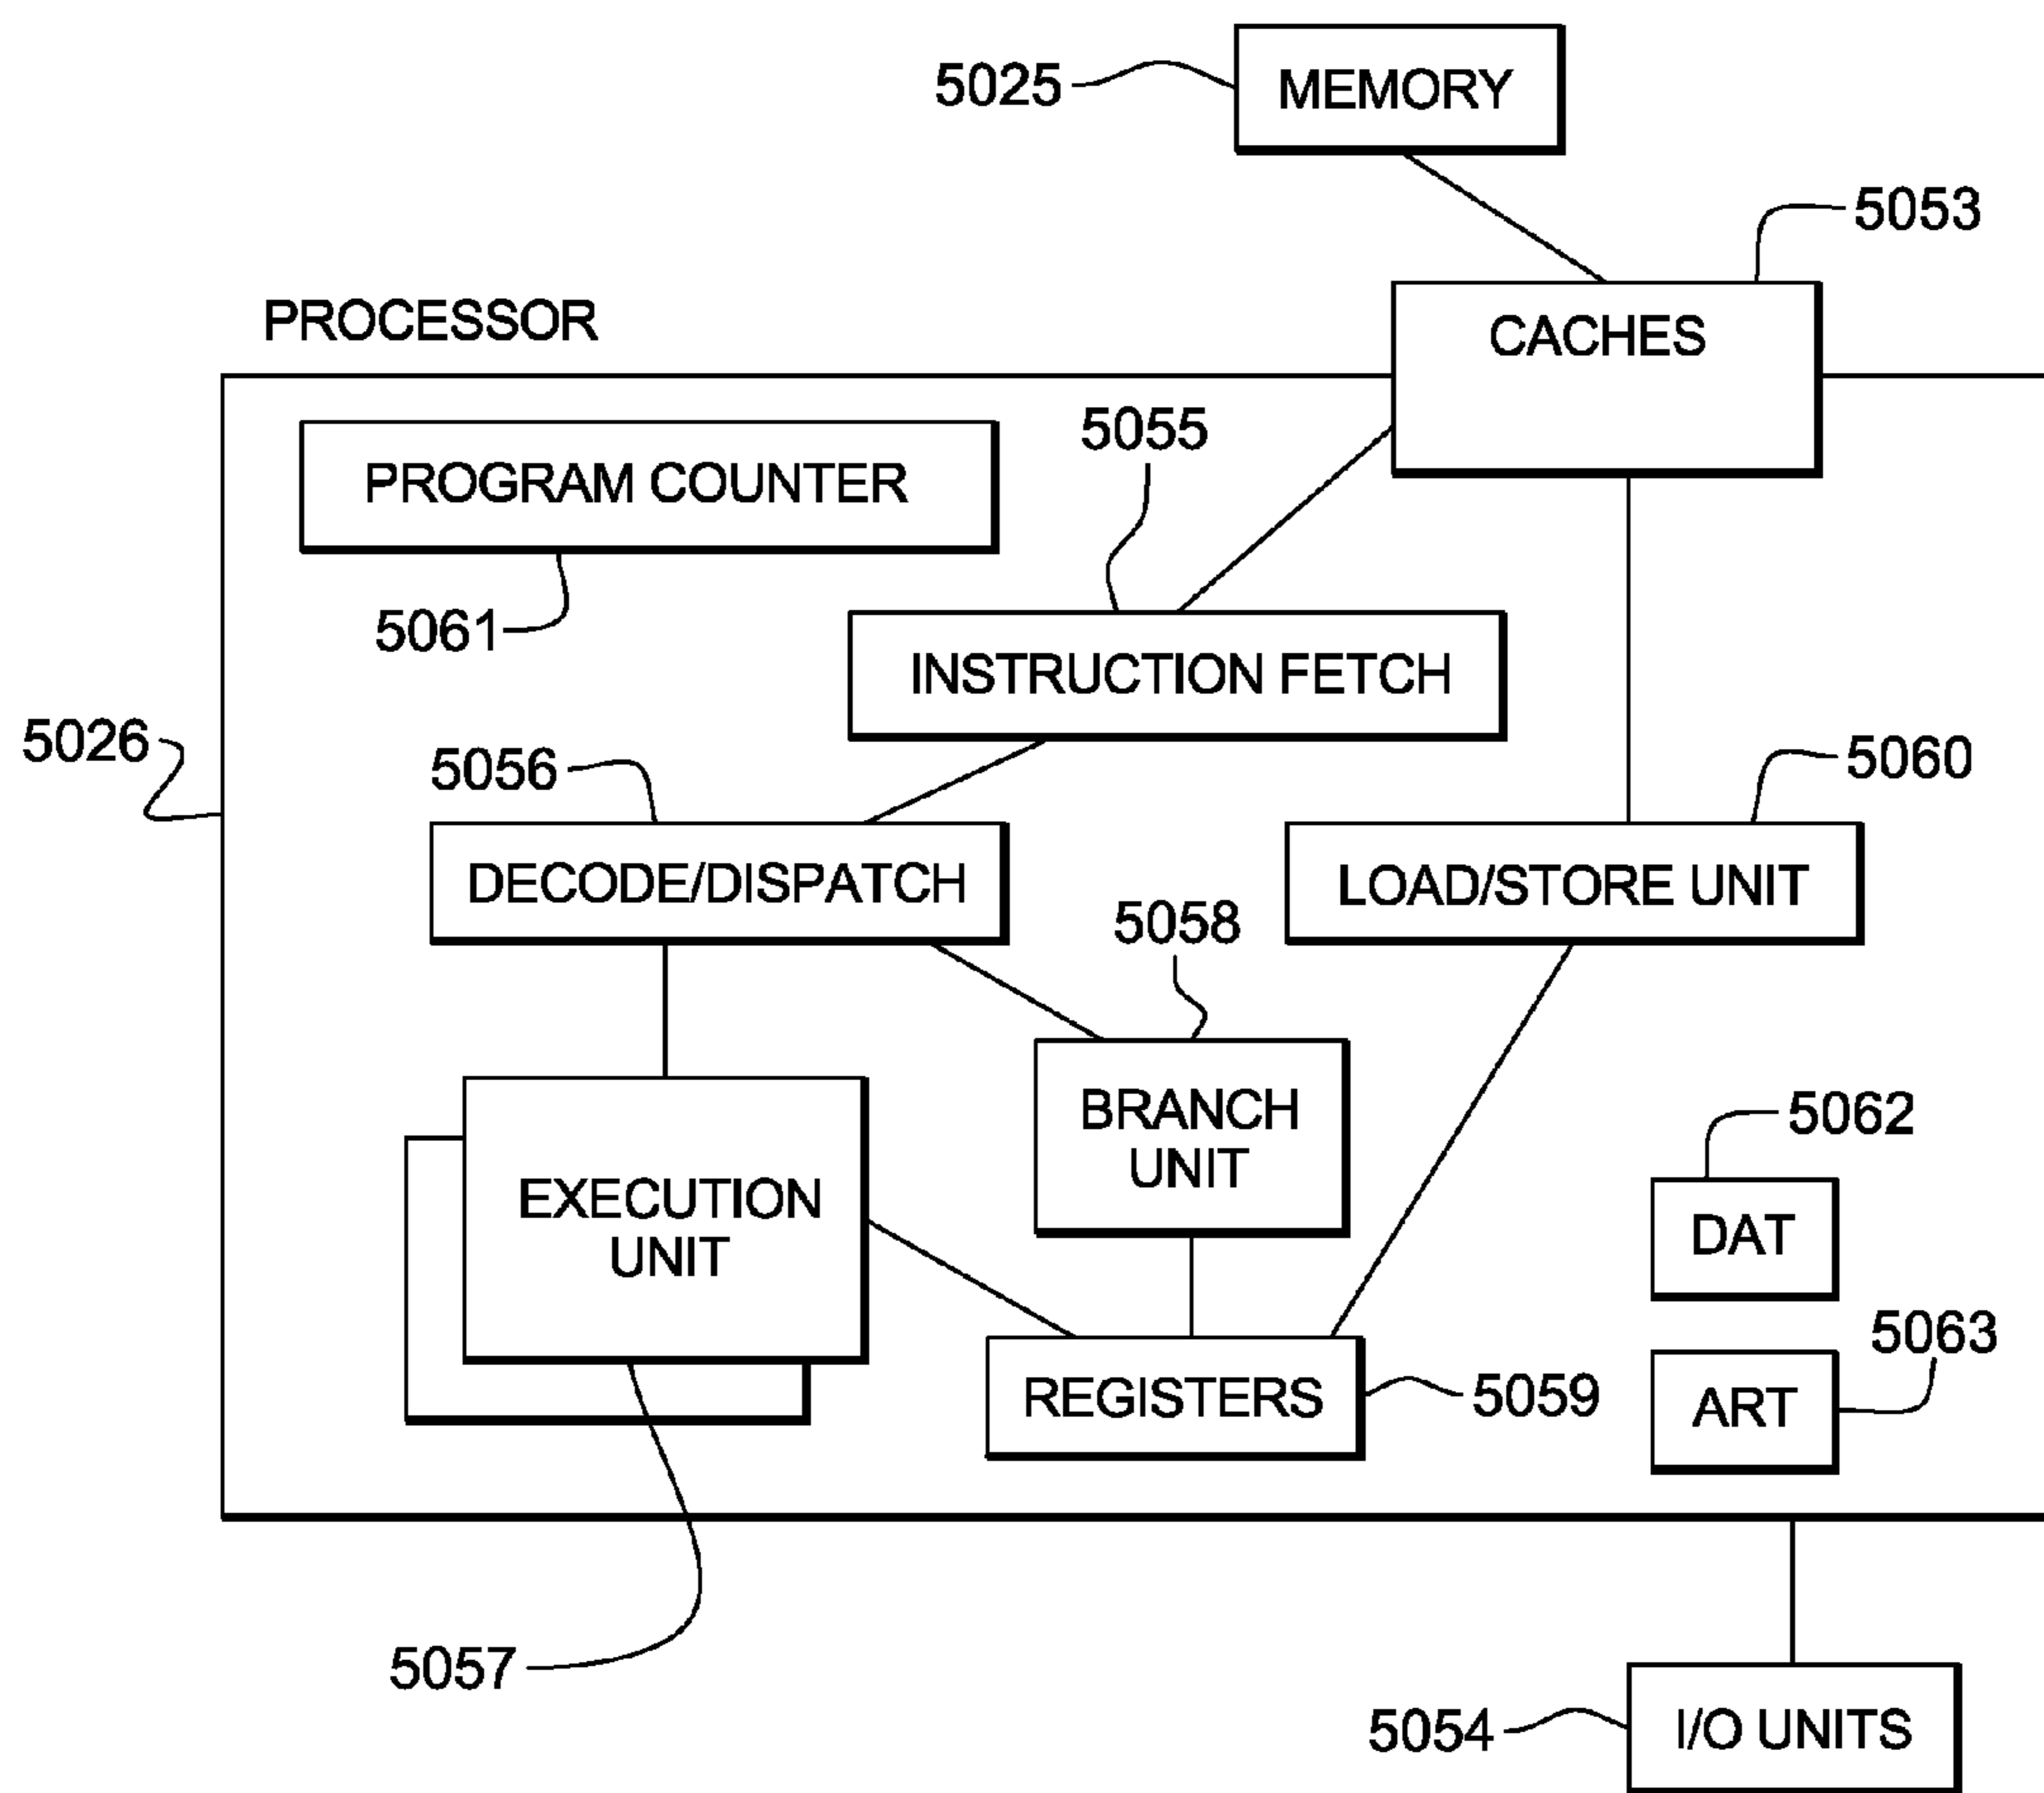 5025
MEMORY
5053
PROCESSOR
CACHES
5055
PROGRAM COUNTER
5061
INSTRUCTION FETCH
5026
5056
5060
DECODE/DISPATCH
LOAD/STORE UNIT
5058
BRANCH
UNIT
5062
EXECUTION
UNIT
DAT
5063
REGISTERS
5059
ART
5057
5054
I/O UNITS